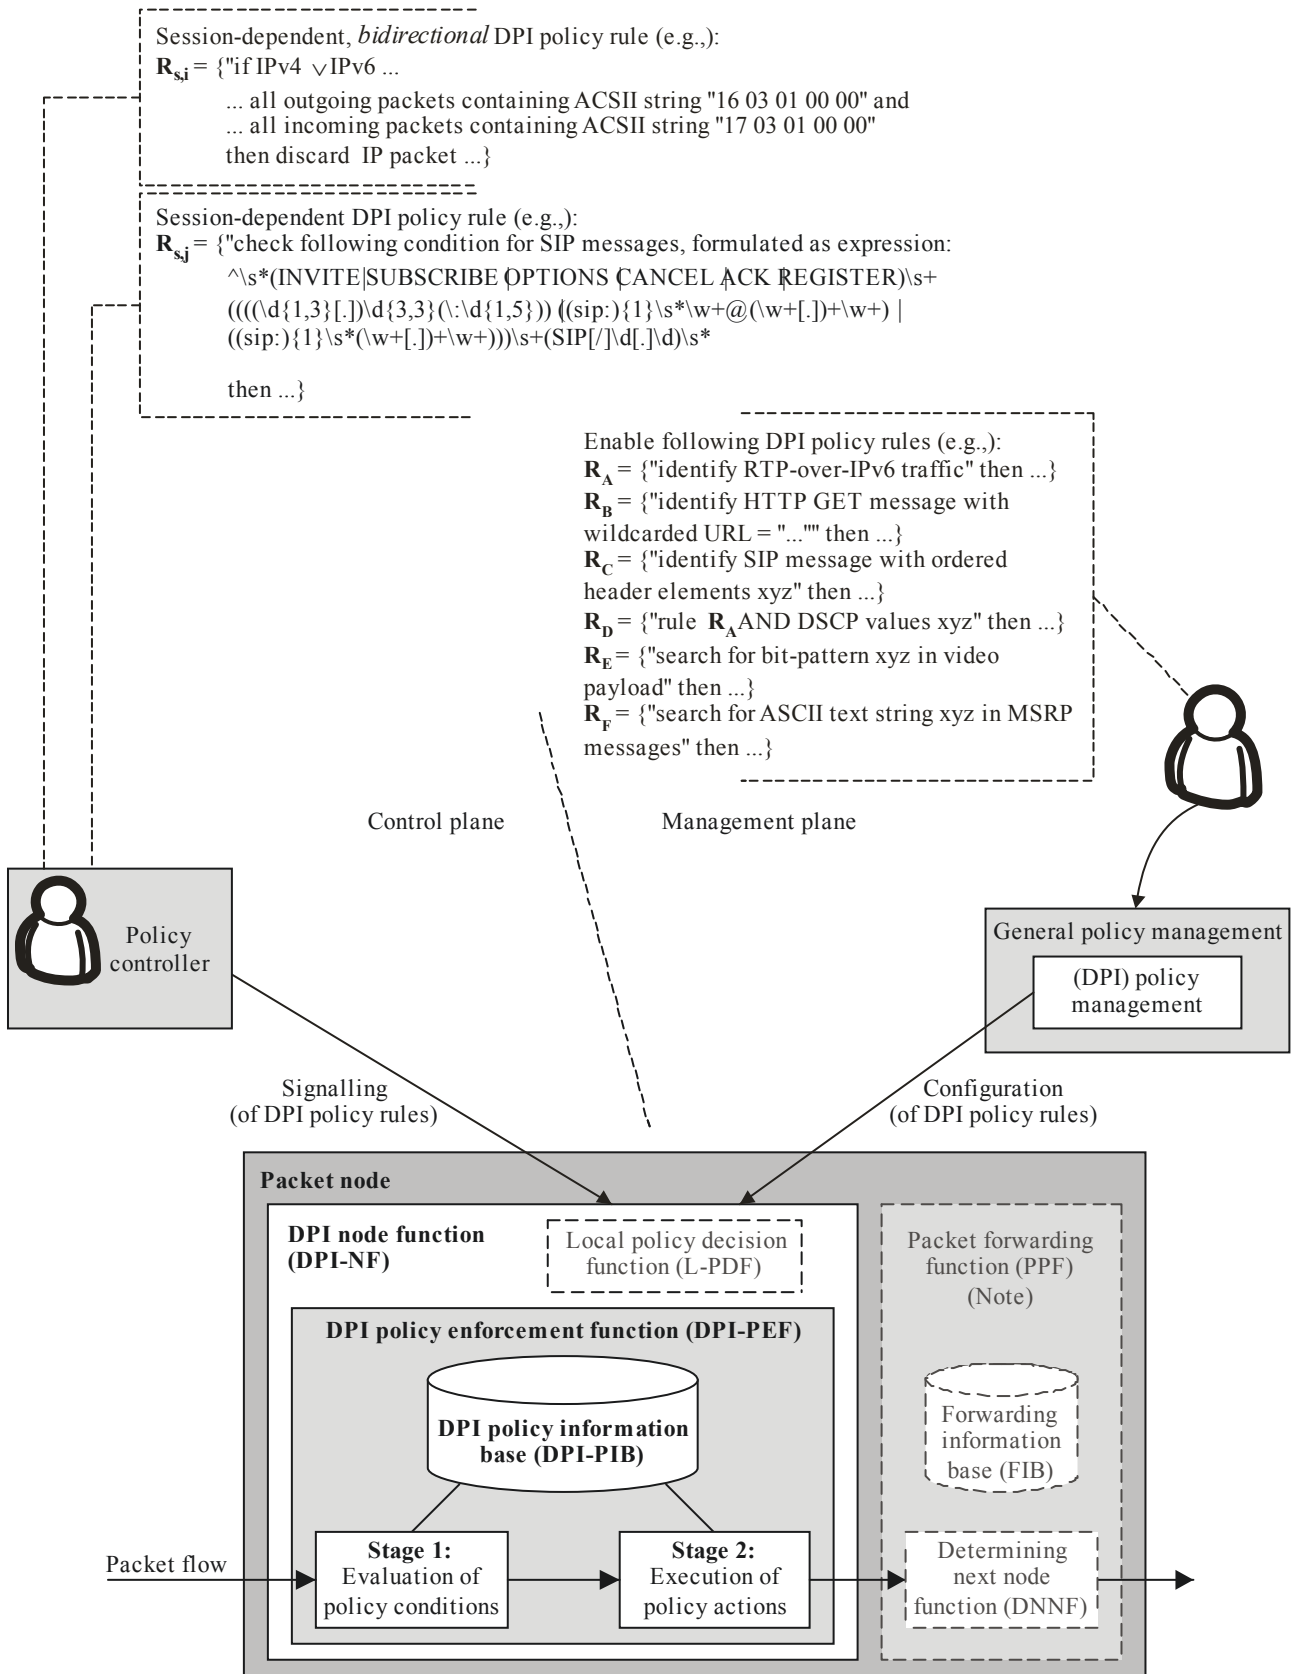 Session-dependent, bidirectional DPI policy rule (e.g.,):
R_s,i = {"if IPv4 ∨ IPv6 ...
... all outgoing packets containing ACSII string "16 03 01 00 00" and
... all incoming packets containing ACSII string "17 03 01 00 00"
then discard IP packet ...}
Session-dependent DPI policy rule (e.g.,):
R_s,j = {"check following condition for SIP messages, formulated as expression:
^\s*(INVITE|SUBSCRIBE|OPTIONS|CANCEL|ACK|REGISTER)\s+
((((\d{1,3}[.])\d{3,3}(\:\d{1,5}))|((sip:){1}\s*\w+@(\w+[.])+\w+) |
((sip:){1}\s*(\w+[.])+\w+)))\s+(SIP[/]\d[.]\d)\s*
then ...}
Enable following DPI policy rules (e.g.,):
R_A = {"identify RTP-over-IPv6 traffic" then ...}
R_B = {"identify HTTP GET message with
wildcarded URL = "..."" then ...}
R_C = {"identify SIP message with ordered
header elements xyz" then ...}
R_D = {"rule R_A AND DSCP values xyz" then ...}
R_E = {"search for bit-pattern xyz in video
payload" then ...}
R_F = {"search for ASCII text string xyz in MSRP
messages" then ...}
Control plane
Management plane
Policy
controller
General policy management
(DPI) policy
management
Signalling
(of DPI policy rules)
Configuration
(of DPI policy rules)
Packet node
DPI node function
(DPI-NF)
Local policy decision
function (L-PDF)
Packet forwarding
function (PPF)
(Note)
DPI policy enforcement function (DPI-PEF)
DPI policy information
base (DPI-PIB)
Forwarding
information
base (FIB)
Packet flow
Stage 1:
Evaluation of
policy conditions
Stage 2:
Execution of
policy actions
Determining
next node
function (DNNF)